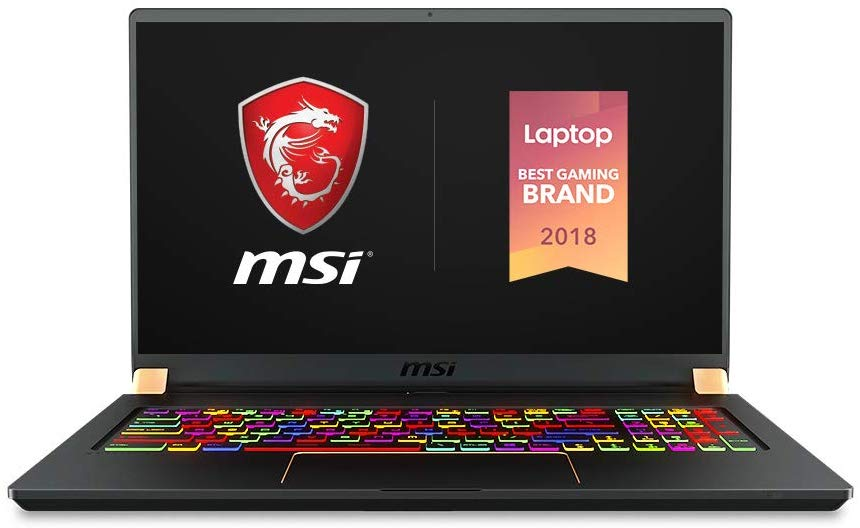 msi®
Laptop
BEST GAMING
BRAND
2018
msi